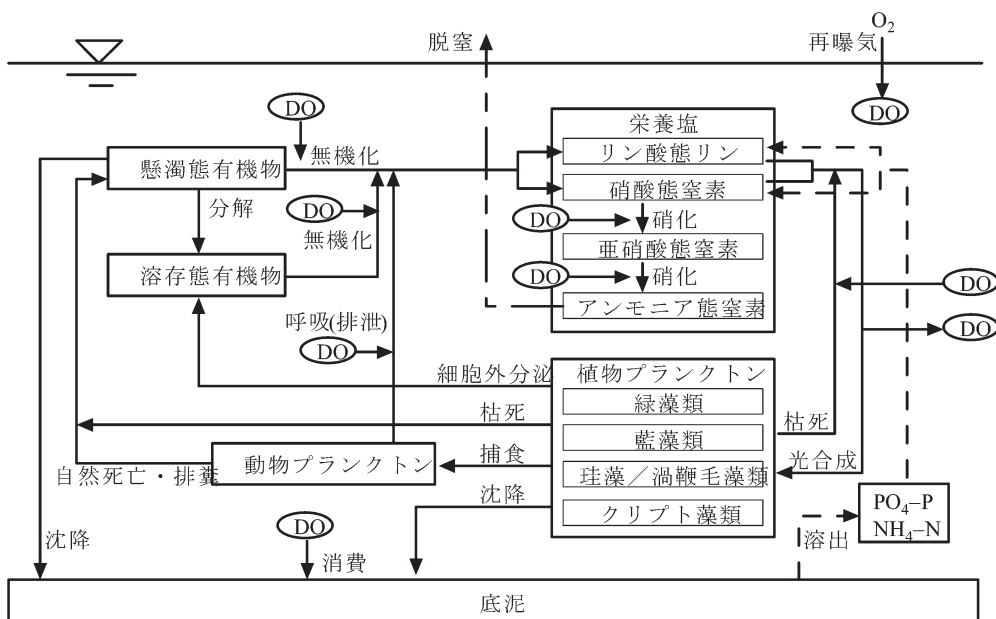 脱窒
O₂
再曝気
DO
DO
栄養塩
リン酸態リン
硝酸態窒素
DO
硝化
亜硝酸態窒素
DO
硝化
アンモニア態窒素
懸濁態有機物
無機化
分解
DO
無機化
溶存態有機物
呼吸(排泄)
DO
DO
DO
細胞外分泌
植物プランクトン
緑藻類
藍藻類
珪藻／渦鞭毛藻類
クリプト藻類
枯死
枯死
光合成
動物プランクトン
捕食
自然死亡・排糞
沈降
沈降
DO
消費
PO₄–P
NH₄–N
溶出
底泥